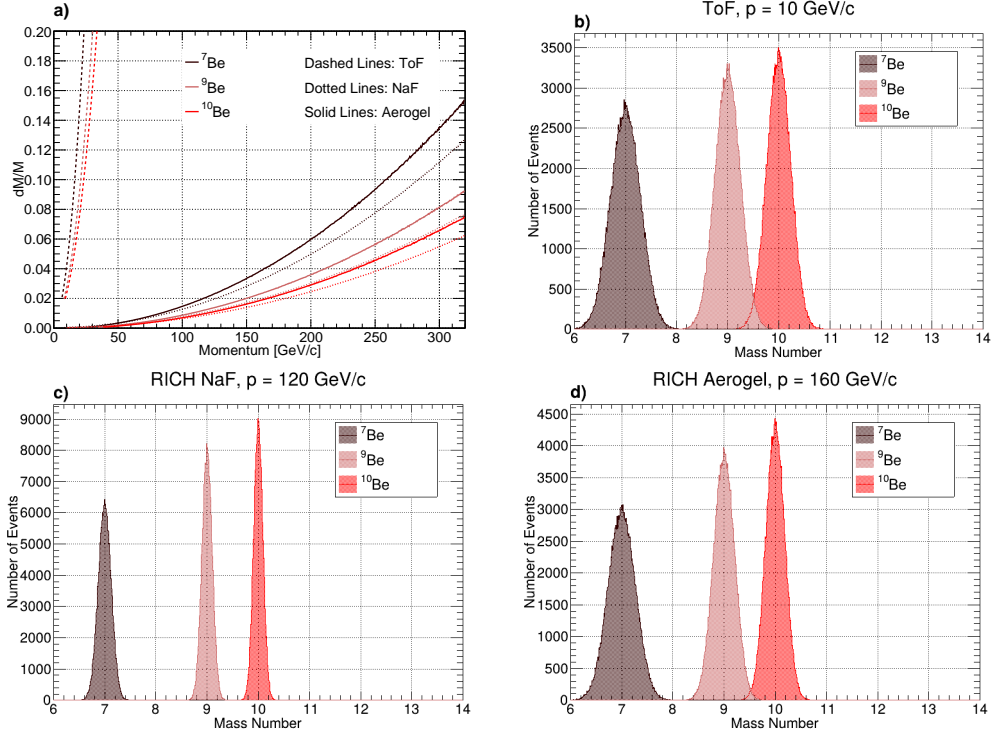 a)
0.20
0.18
0.16
0.14
0.12
0.10
0.08
0.06
0.04
0.02
0.00
dM/M
⁷Be
⁹Be
¹⁰Be
Dashed Lines: ToF
Dotted Lines: NaF
Solid Lines: Aerogel
0 50 100 150 200 250 300
Momentum [GeV/c]
b)
ToF, p = 10 GeV/c
3500
3000
2500
2000
1500
1000
500
0
Number of Events
⁷Be
⁹Be
¹⁰Be
6 7 8 9 10 11 12 13 14
Mass Number
c)
RICH NaF, p = 120 GeV/c
9000
8000
7000
6000
5000
4000
3000
2000
1000
0
Number of Events
⁷Be
⁹Be
¹⁰Be
6 7 8 9 10 11 12 13 14
Mass Number
d)
RICH Aerogel, p = 160 GeV/c
4500
4000
3500
3000
2500
2000
1500
1000
500
0
Number of Events
⁷Be
⁹Be
¹⁰Be
6 7 8 9 10 11 12 13 14
Mass Number